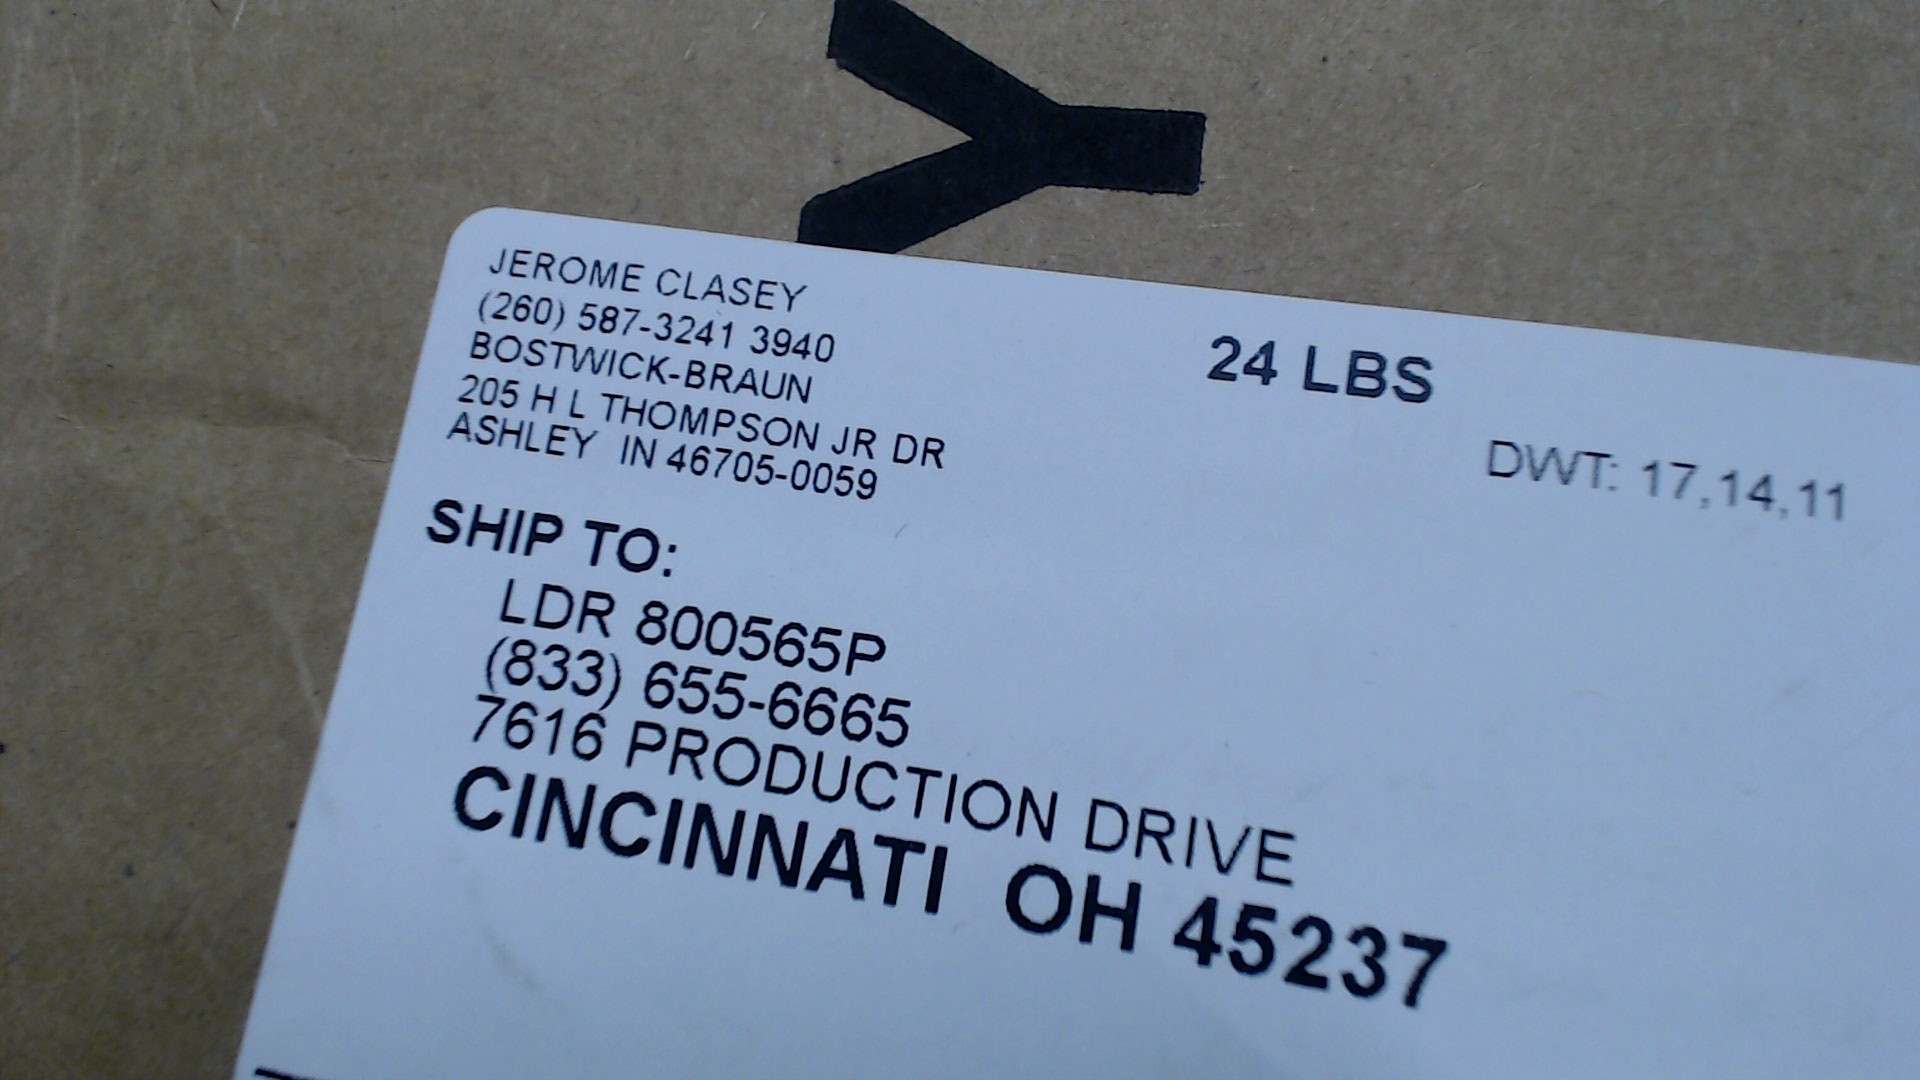 Y
JEROME CLASEY
(260) 587-3241 3940
BOSTWICK-BRAUN
205 H L THOMPSON JR DR
ASHLEY IN 46705-0059
24 LBS
DWT: 17,14,11
SHIP TO:
LDR 800565P
(833) 655-6665
7616 PRODUCTION DRIVE
CINCINNATI OH 45237